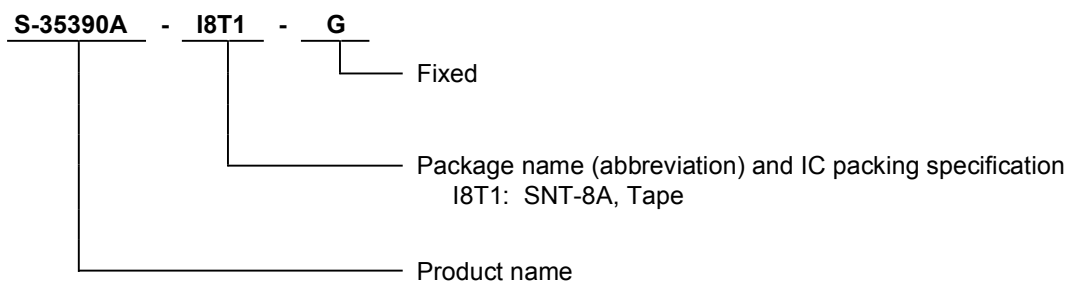 S-35390A - I8T1 - G
Fixed
Package name (abbreviation) and IC packing specification
I8T1: SNT-8A, Tape
Product name